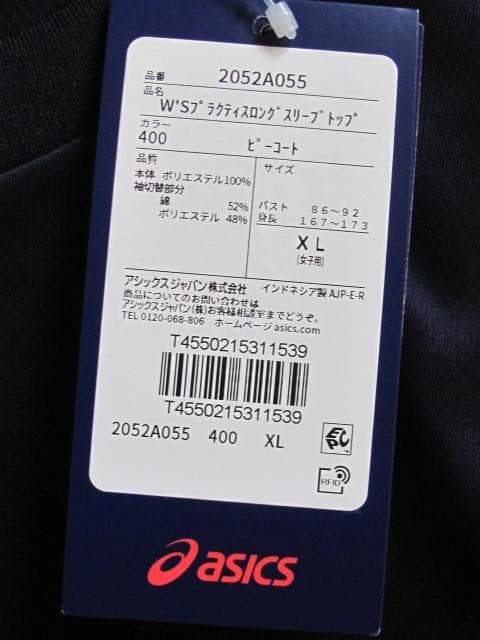 品番 2052A055
品名
W'Sﾌﾟﾗｸﾃｨｽﾛﾝｸﾞｽﾘｰﾌﾞﾄｯﾌﾟ
カラー
400 ﾋﾟｰｺｰﾄ
品質
本体 ポリエステル100%
袖切替部分
綿 52%
ポリエステル 48%
サイズ
バスト 86～92
身長 167～173
XL
(女子用)
アシックスジャパン株式会社 インドネシア製 AJP-E-R
商品についてのお問い合わせは
アシックスジャパン(株)お客様相談室までどうぞ。
TEL 0120-068-806 ホームページ asics.com
T4550215311539
T4550215311539
2052A055 400 XL
EPC
RFID
asics